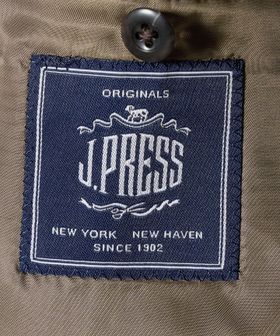 ORIGINALS
J.PRESS
NEW YORK NEW HAVEN
SINCE 1902